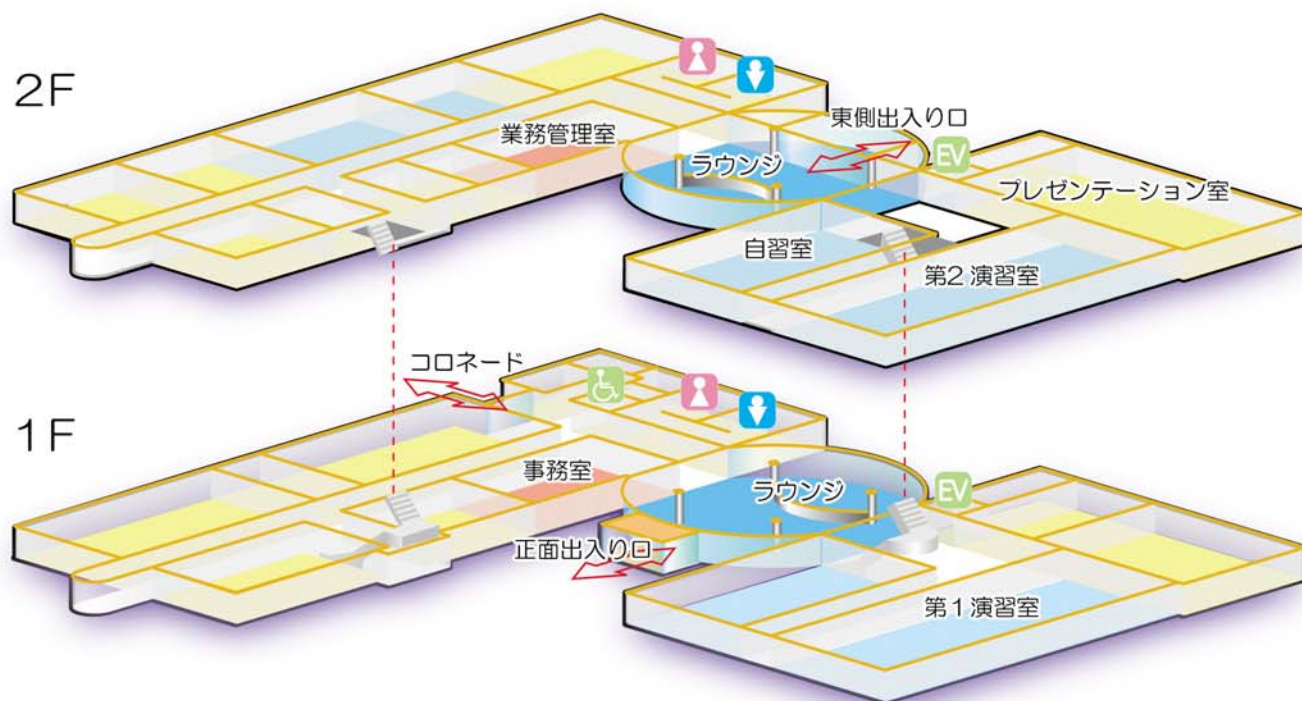 2F
業務管理室
東側出入り口
ラウンジ
EV
プレゼンテーション室
自習室
第2演習室
コロネード
1F
事務室
ラウンジ
EV
正面出入り口
第1演習室